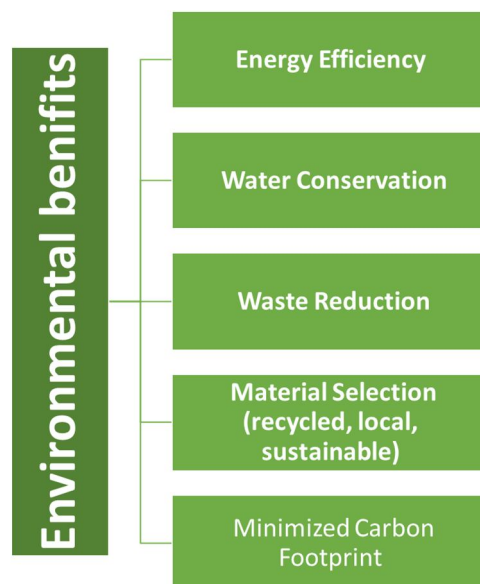 Environmental benifits
Energy Efficiency
Water Conservation
Waste Reduction
Material Selection
(recycled, local,
sustainable)
Minimized Carbon
Footprint